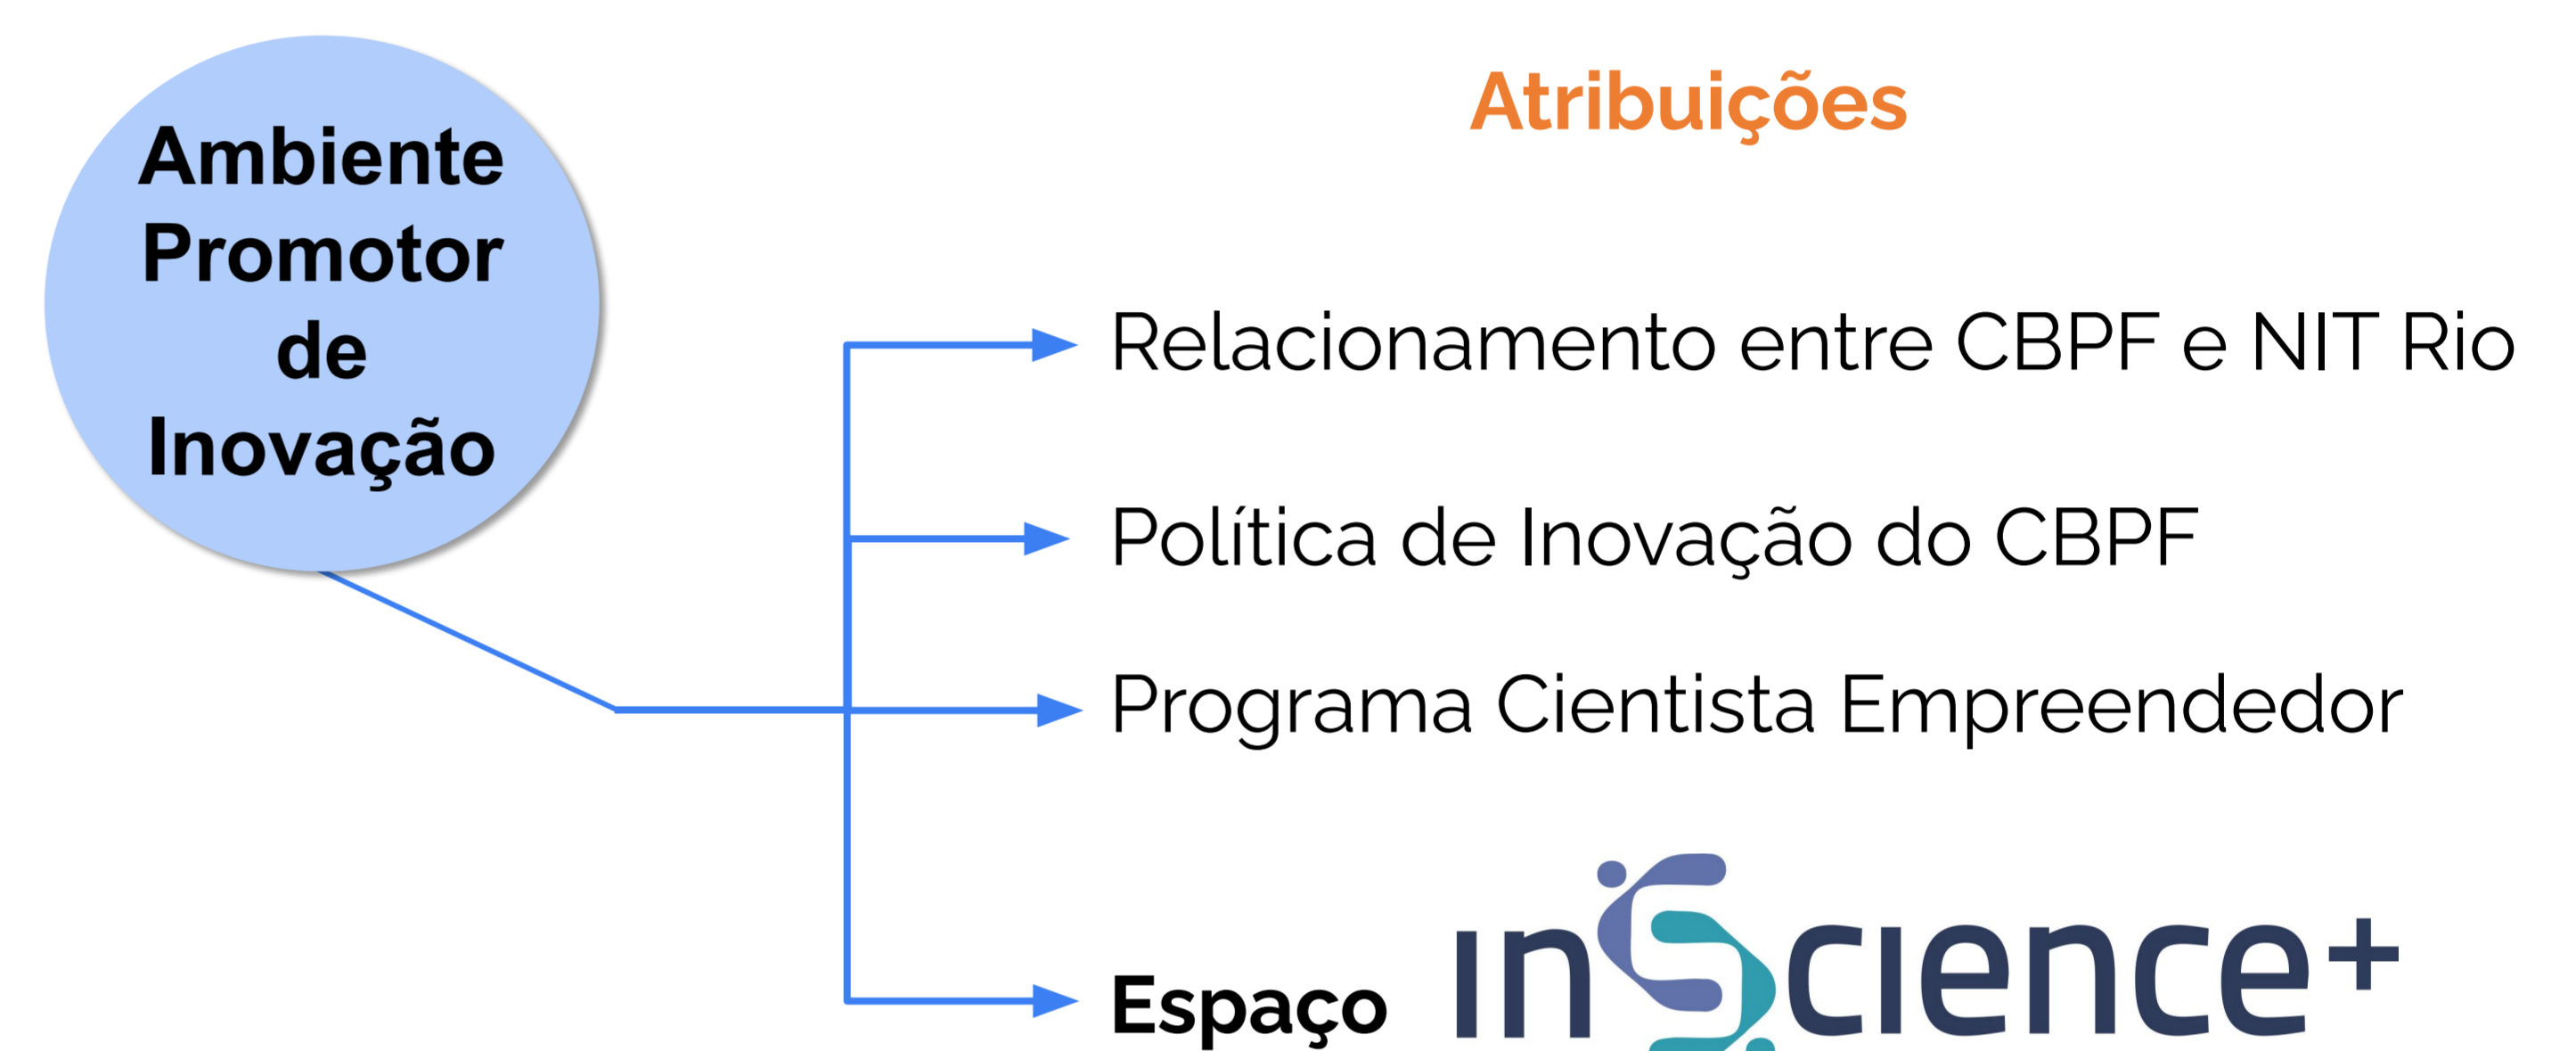 Ambiente
Promotor
de
Inovação
Atribuições
Relacionamento entre CBPF e NIT Rio
Política de Inovação do CBPF
Programa Cientista Empreendedor
Espaço inScience+